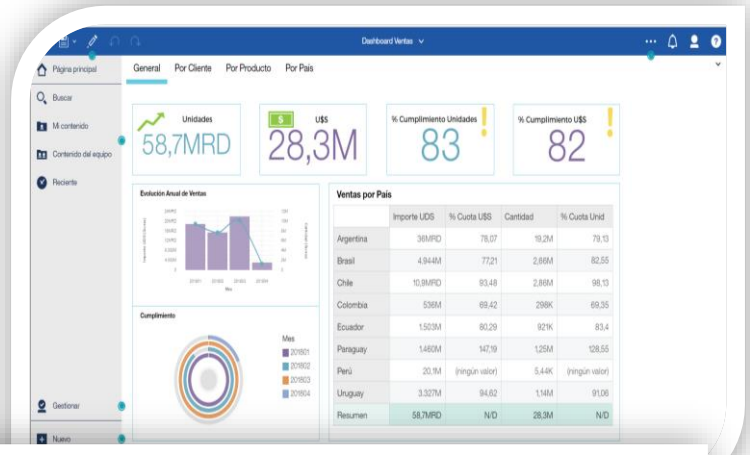 Dashboard Ventas
Página principal
Buscar
Mi contenido
Contenido del equipo
Reciente
Gestionar
Nuevo
General Por Cliente Por Producto Por País
Unidades
58,7MRD
$ U$S
28,3M
% Cumplimiento Unidades
83
% Cumplimiento U$S
82
Evolución Anual de Ventas
201801 201802 201803 201804
Mes
Cumplimiento
Mes
201801
201802
201803
201804
Ventas por País
Importe UDS % Cuota U$S Cantidad % Cuota Unid
Argentina 36MRD 78,07 19,2M 79,13
Brasil 4.944M 77,21 2,86M 82,55
Chile 10,9MRD 93,48 2,86M 98,13
Colombia 536M 69,42 298K 69,35
Ecuador 1.503M 80,29 921K 83,4
Paraguay 1.460M 147,19 1,25M 128,55
Perú 20,1M (ningún valor) 5,44K (ningún valor)
Uruguay 3.327M 94,62 1,14M 91,06
Resumen 58,7MRD N/D 28,3M N/D